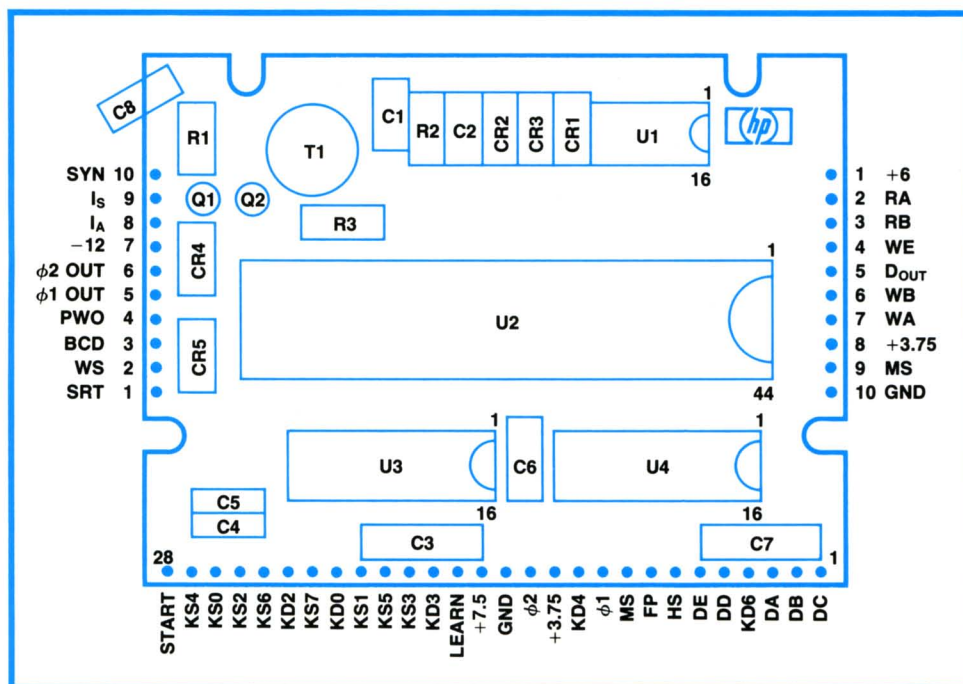 C8
R1
T1
C1
R2
C2
CR2
CR3
CR1
U1
1
16
hp
Q1
Q2
R3
CR4
CR5
SYN 10
IS 9
IA 8
−12 7
ϕ2 OUT 6
ϕ1 OUT 5
PWO 4
BCD 3
WS 2
SRT 1
1 +6
2 RA
3 RB
4 WE
5 DOUT
6 WB
7 WA
8 +3.75
9 MS
10 GND
U2
1
44
U3
1
16
C6
U4
1
16
C5
C4
C3
C7
28
1
START
KS4
KS0
KS2
KS6
KD2
KS7
KD0
KS1
KS5
KS3
KD3
LEARN
+7.5
GND
ϕ2
+3.75
KD4
ϕ1
MS
FP
HS
DE
DD
KD6
DA
DB
DC